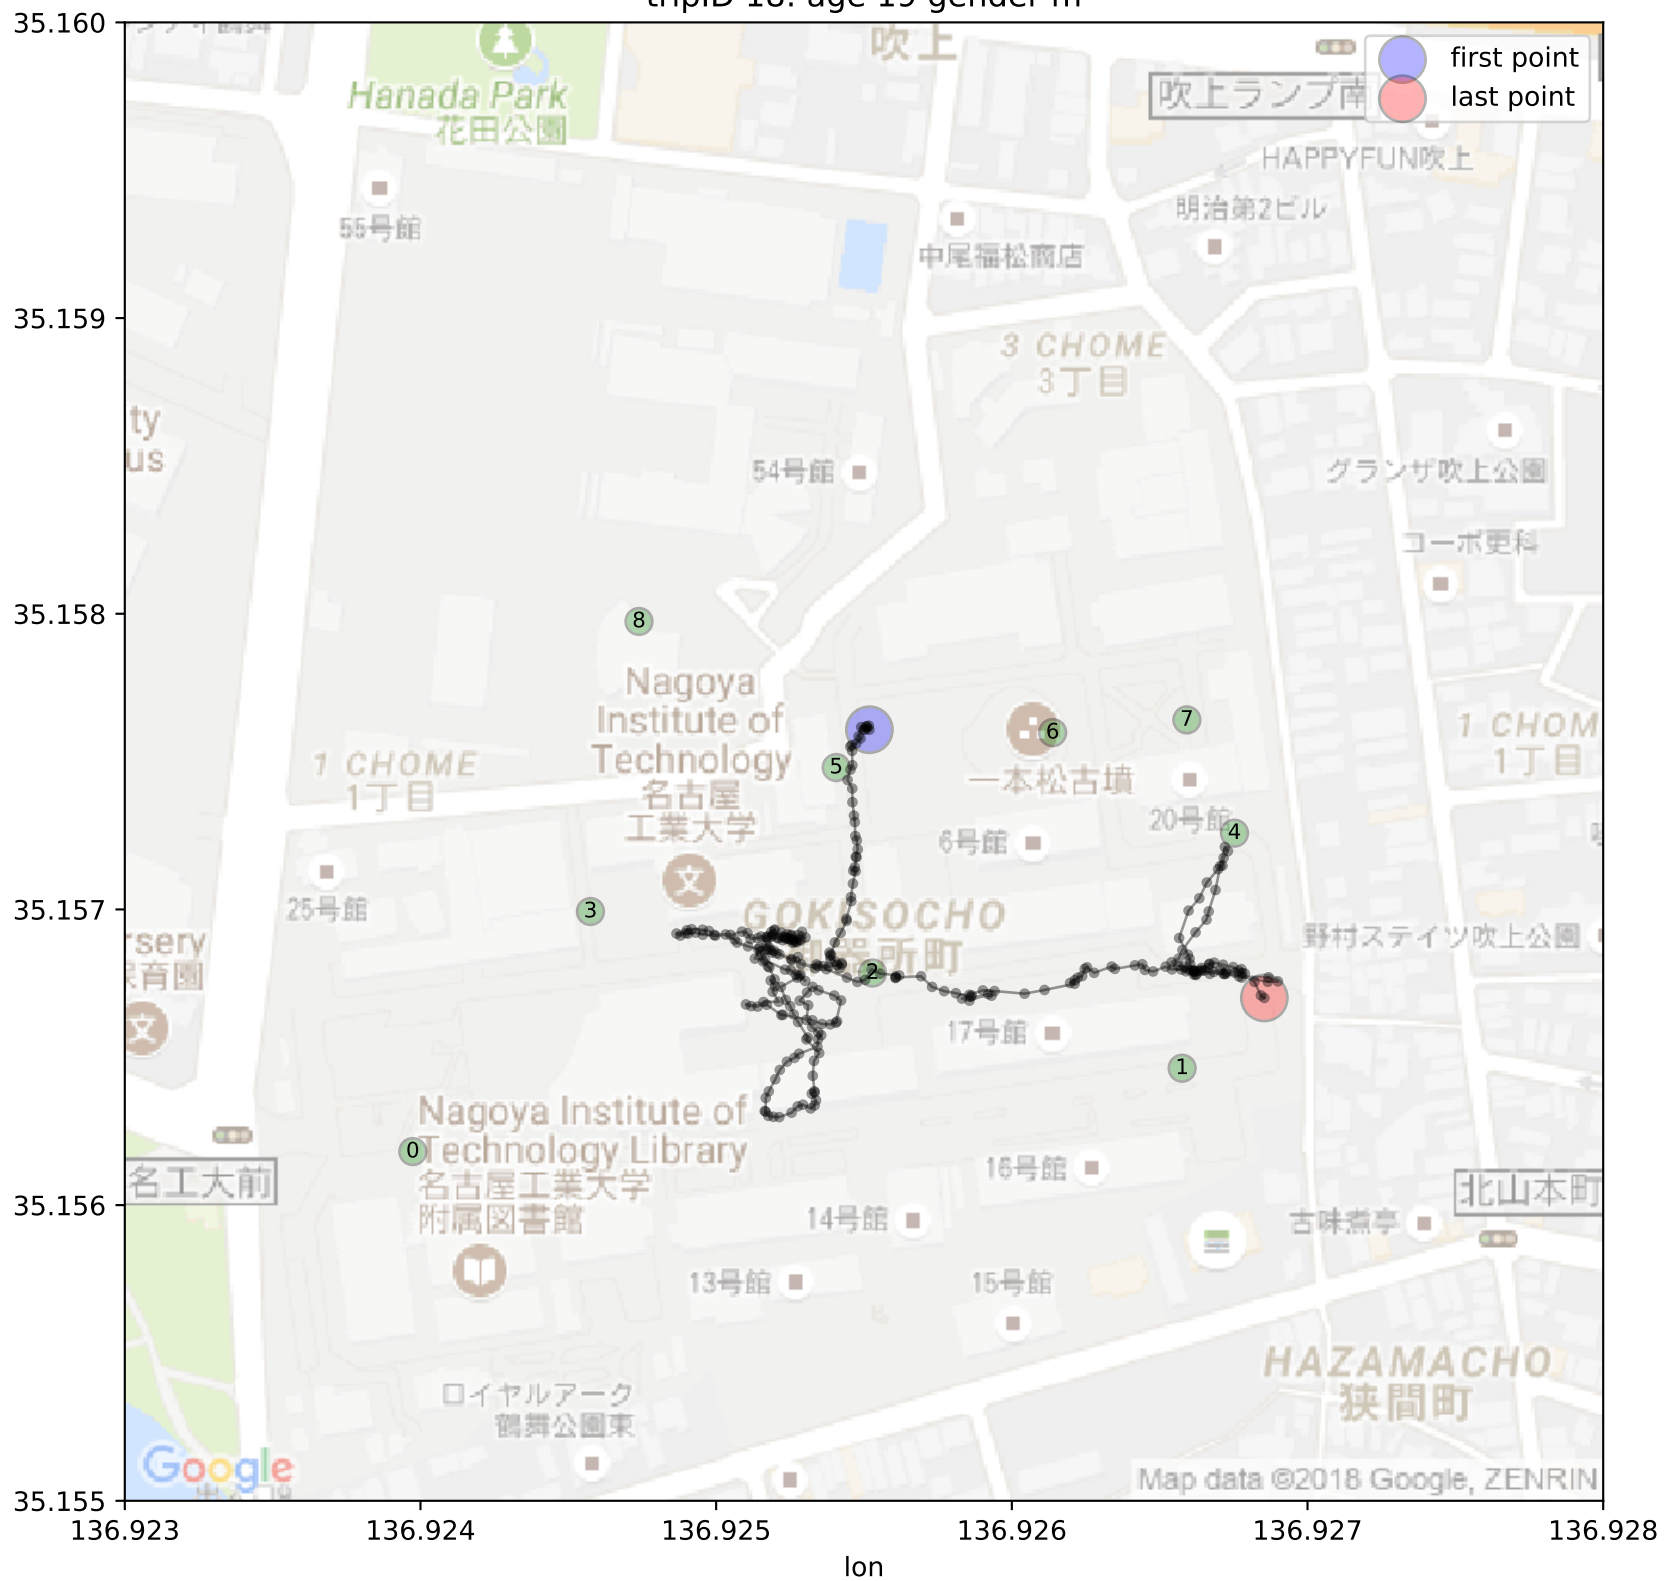 35.160
吹上
first point
last point
吹上ランプ南
Hanada Park
花田公園
HAPPYFUN吹上
明治第2ビル
55号館
中尾福松商店
35.159
3 CHOME
3丁目
ty
us
54号館
グランザ吹上公園
コーポ更科
35.158
8
Nagoya
Institute of
Technology
名古屋
工業大学
5
6
7
一本松古墳
1 CHOME
1丁目
1 CHOM
1丁目
20号館
4
6号館
25号館
3
35.157
GOKISOCHO
器所町
2
rsery
保育園
野村ステイツ吹上公園
17号館
1
Nagoya Institute of
Technology Library
名古屋工業大学
附属図書館
0
名工大前
16号館
北山本町
35.156
14号館
古味煮亭
13号館
15号館
HAZAMACHO
狭間町
ロイヤルアーク
鶴舞公園東
Google
Map data ©2018 Google, ZENRIN
35.155
136.923
136.924
136.925
136.926
136.927
136.928
lon